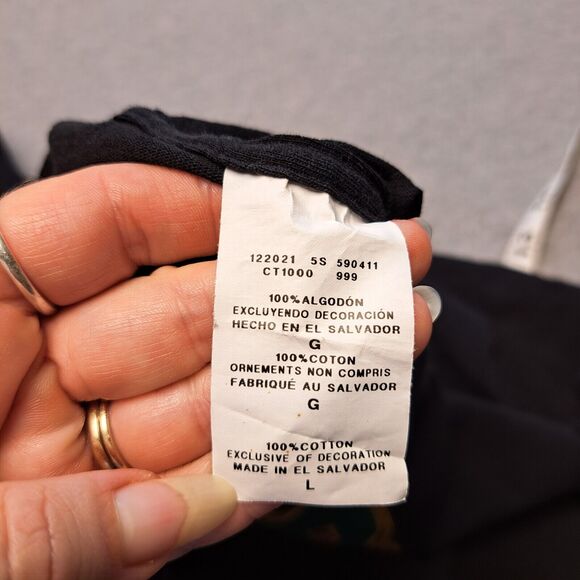 122021 5S 590411
CT1000 999
100%ALGODÓN
EXCLUYENDO DECORACIÓN
HECHO EN EL SALVADOR
G
100%COTON
ORNEMENTS NON COMPRIS
FABRIQUÉ AU SALVADOR
G
100%COTTON
EXCLUSIVE OF DECORATION
MADE IN EL SALVADOR
L